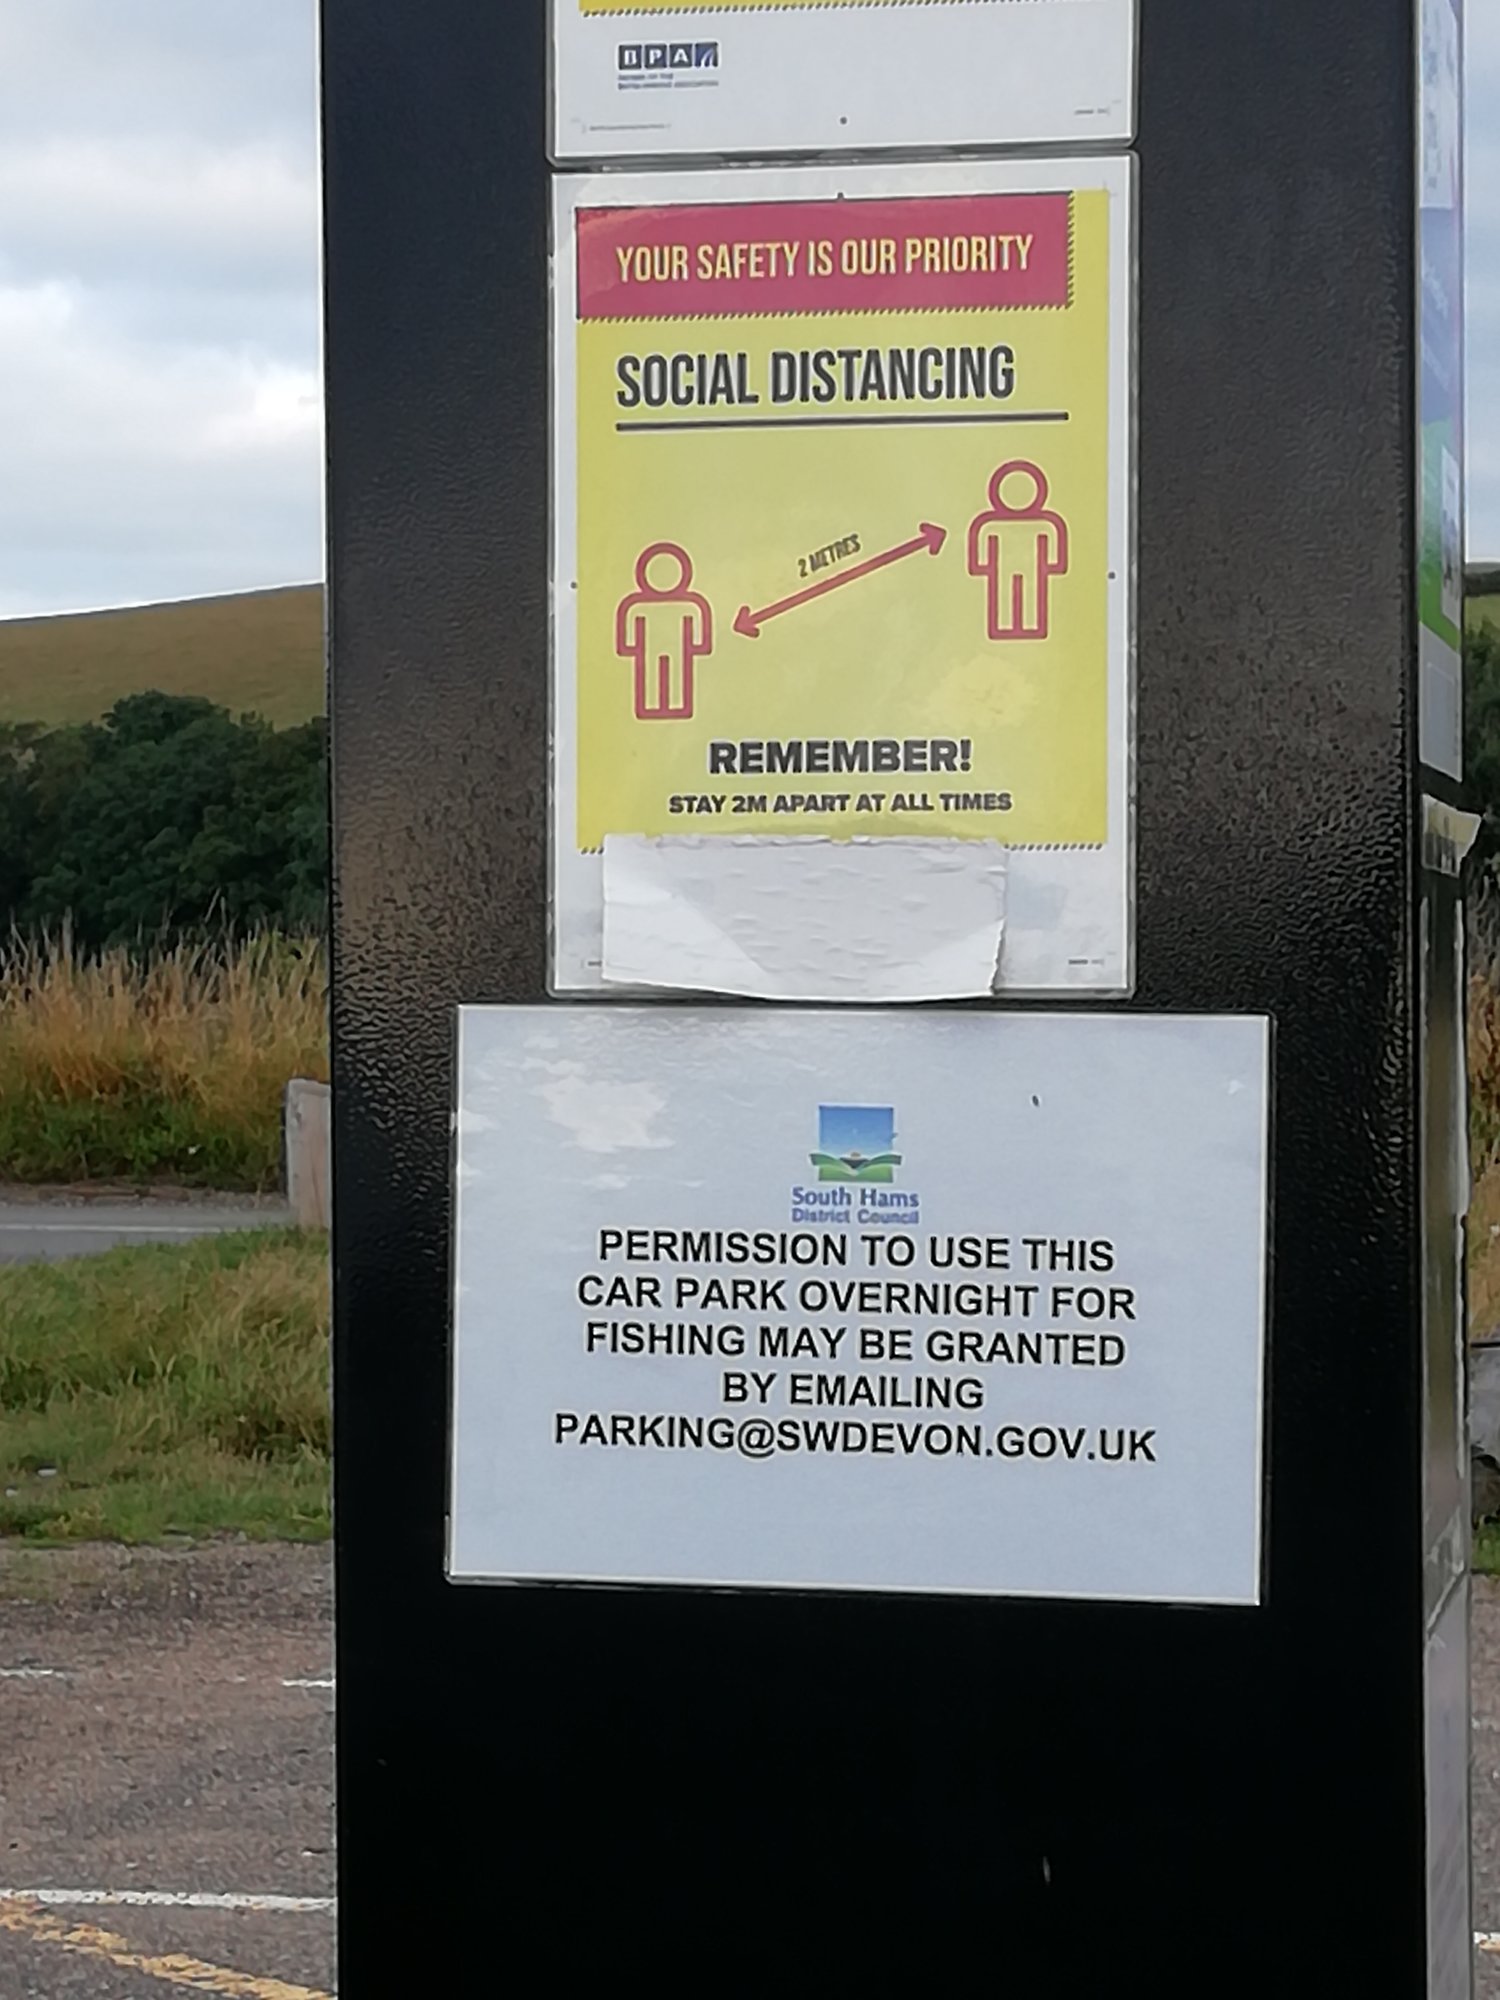 BPA
YOUR SAFETY IS OUR PRIORITY
SOCIAL DISTANCING
2 METRES
REMEMBER!
STAY 2M APART AT ALL TIMES
South Hams
District Council
PERMISSION TO USE THIS
CAR PARK OVERNIGHT FOR
FISHING MAY BE GRANTED
BY EMAILING
PARKING@SWDEVON.GOV.UK